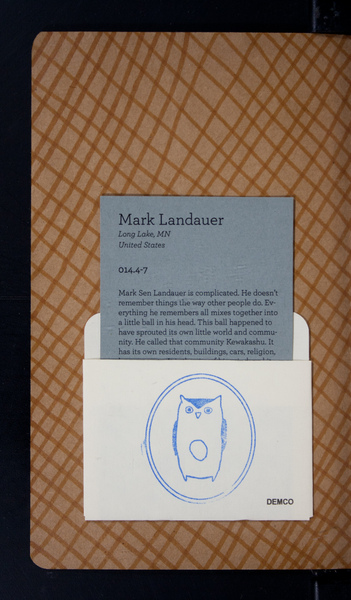 Mark Landauer
Long Lake, MN
United States
014.4-7
Mark Sen Landauer is complicated. He doesn't
remember things the way other people do. Ev-
erything he remembers all mixes together into
a little ball in his head. This ball happened to
have sprouted its own little world and commu-
nity. He called that community Kewakashu. It
has its own residents, buildings, cars, religion,
DEMCO